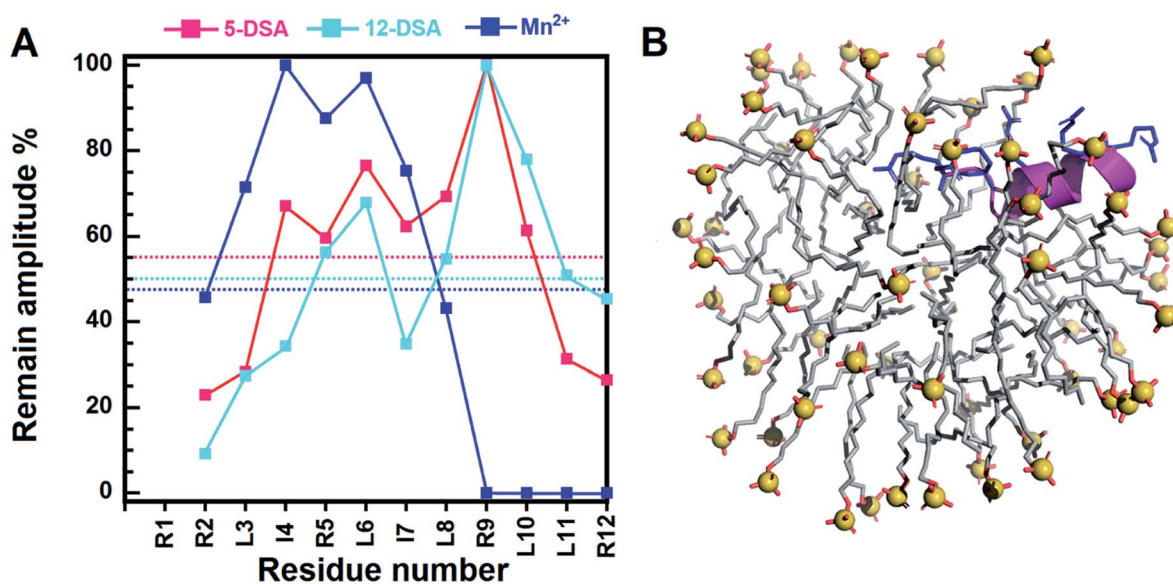 A
5-DSA 12-DSA Mn²⁺
B
Remain amplitude %
100
80
60
40
20
0
R1 R2 L3 I4 R5 L6 I7 L8 R9 L10 L11 R12
Residue number